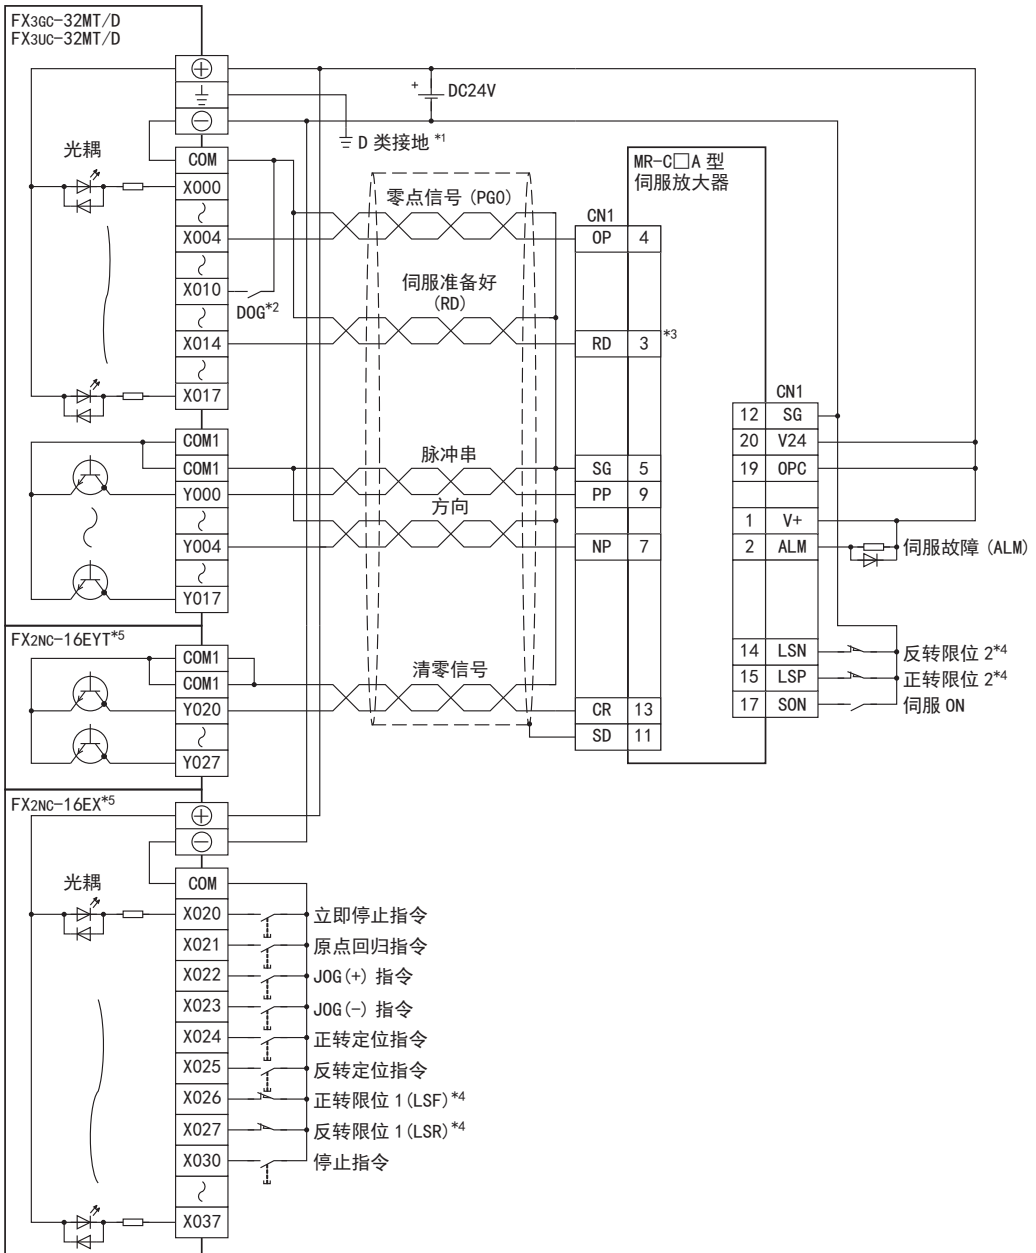 FX3GC-32MT/D
FX3UC-32MT/D
+ DC24V
D 类接地 *1
光耦
COM
X000
X004
X010
X014
X017
DOG*2
零点信号 (PG0)
伺服准备好
(RD)
MR-C□A 型
伺服放大器
CN1
OP 4
RD 3 *3
SG 5
PP 9
NP 7
CR 13
SD 11
CN1
12 SG
20 V24
19 OPC
1 V+
2 ALM 伺服故障 (ALM)
14 LSN 反转限位 2*4
15 LSP 正转限位 2*4
17 SON 伺服 ON
COM1
COM1
Y000
Y004
Y017
脉冲串
方向
FX2NC-16EYT*5
COM1
COM1
Y020
Y027
清零信号
FX2NC-16EX*5
光耦
COM
X020 立即停止指令
X021 原点回归指令
X022 JOG(+) 指令
X023 JOG(-) 指令
X024 正转定位指令
X025 反转定位指令
X026 正转限位 1(LSF)*4
X027 反转限位 1(LSR)*4
X030 停止指令
X037